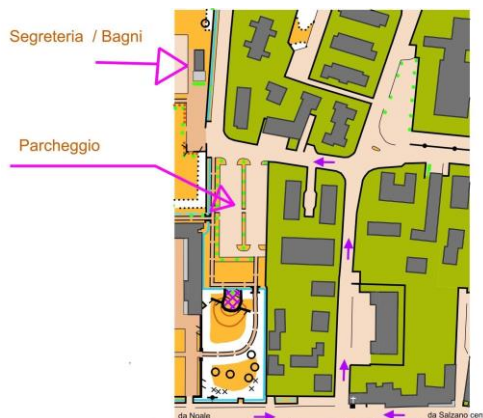 Segreteria / Bagni
Parcheggio
da Noale
da Salzano cen